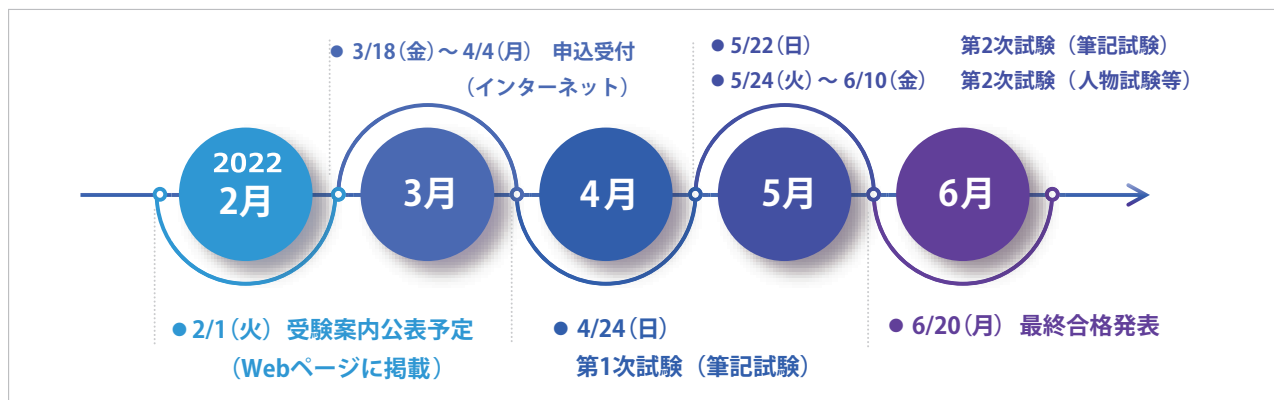 3/18（金）～ 4/4（月） 申込受付
（インターネット）
● 5/22（日） 第2次試験（筆記試験）
● 5/24（火）～ 6/10（金） 第2次試験（人物試験等）
2022
2月
3月
4月
5月
6月
● 2/1（火） 受験案内公表予定
（Webページに掲載）
● 4/24（日）
第1次試験（筆記試験）
● 6/20（月） 最終合格発表